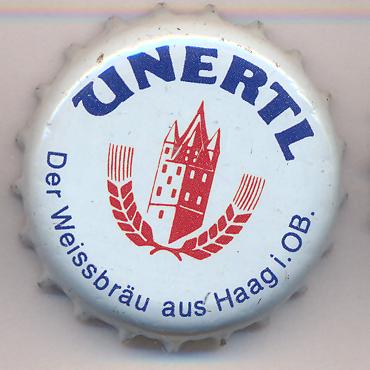 UNERTL
Der Weissbräu aus Haag i. OB.